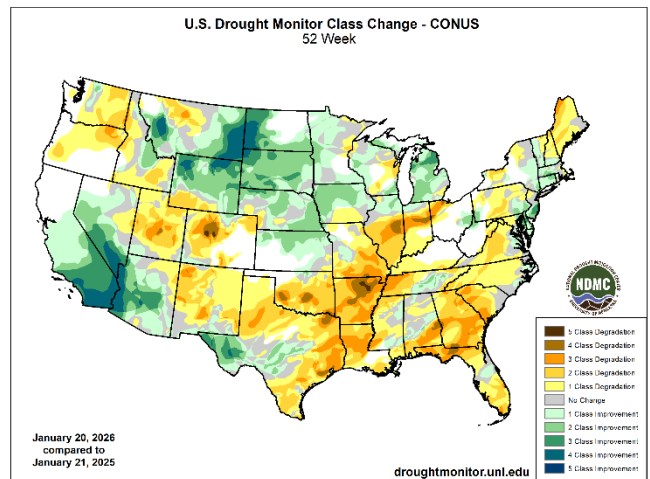 U.S. Drought Monitor Class Change - CONUS
52 Week
NDMC
5 Class Degradation
4 Class Degradation
3 Class Degradation
2 Class Degradation
1 Class Degradation
No Change
1 Class Improvement
2 Class Improvement
3 Class Improvement
4 Class Improvement
5 Class Improvement
January 20, 2026
compared to
January 21, 2025
droughtmonitor.unl.edu